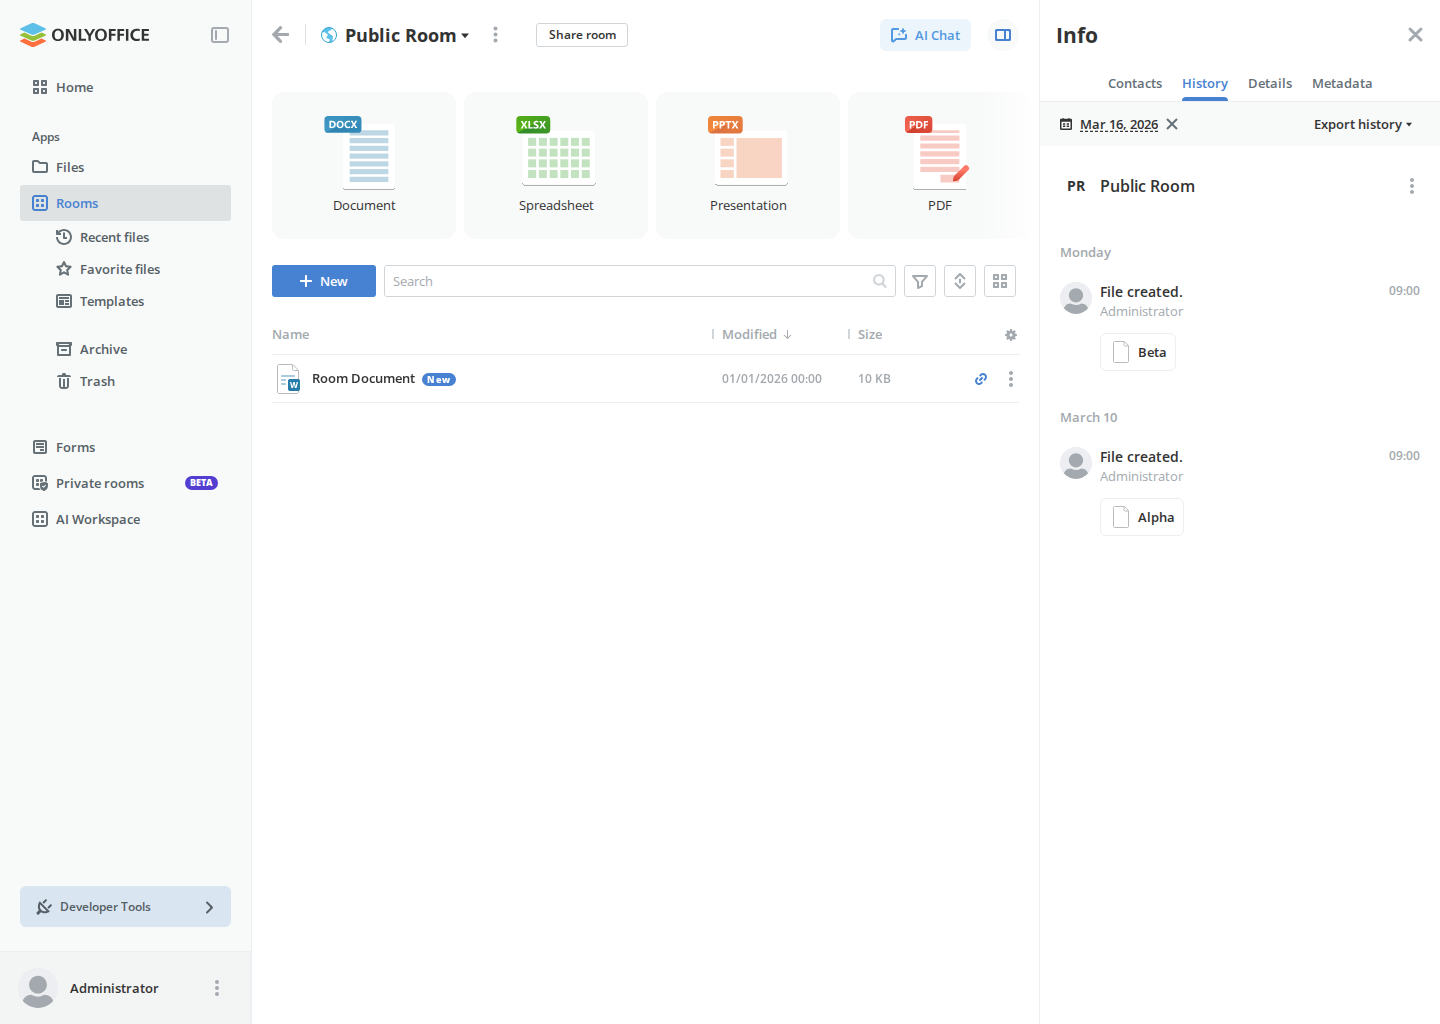 ONLYOFFICE
Home
Apps
Files
Rooms
Recent files
Favorite files
Templates
Archive
Trash
Forms
Private rooms BETA
AI Workspace
Developer Tools
Administrator
Public Room
Share room
AI Chat
DOCX
Document
XLSX
Spreadsheet
PPTX
Presentation
PDF
PDF
New
Search
Name Modified Size
W
Room Document New 01/01/2026 00:00 10 KB
Info
Contacts History Details Metadata
Mar 16, 2026 Export history
PR Public Room
Monday
File created. 09:00
Administrator
Beta
March 10
File created. 09:00
Administrator
Alpha